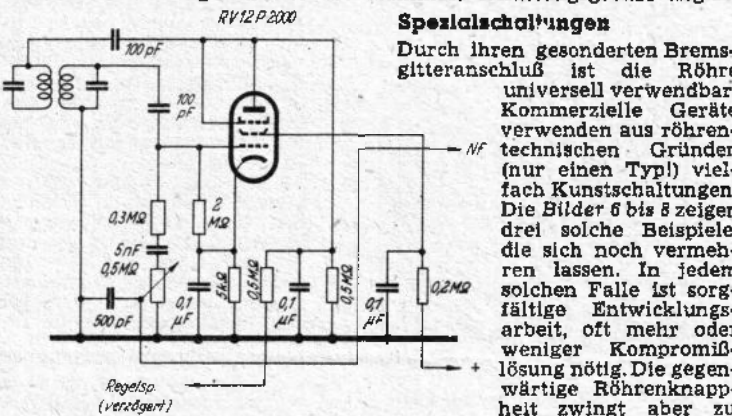 RV12P2000
100 pF
100
pF
NF
0,3MΩ
5nF
0,5MΩ
2
MΩ
0,1
µF
5kΩ
0,5MΩ
0,1
µF
0,5MΩ
0,1
µF
0,2MΩ
500 pF
+
Regelsp.
(verzögert)
Spezialschaltungen
Durch ihren gesonderten Brems-
gitteranschluß ist die Röhre
universell verwendbar
Kommerzielle Geräte
verwenden aus röhren-
technischen Gründen
(nur einen Typ!) viel-
fach Kunstschaltungen
Die Bilder 6 bis 8 zeigen
drei solche Beispiele
die sich noch vermeh-
ren lassen. In jedem
solchen Falle ist sorg-
fältige Entwicklungs-
arbeit, oft mehr oder
weniger Kompromiß-
lösung nötig. Die gegen-
wärtige Röhrenknapp-
heit zwingt aber zu